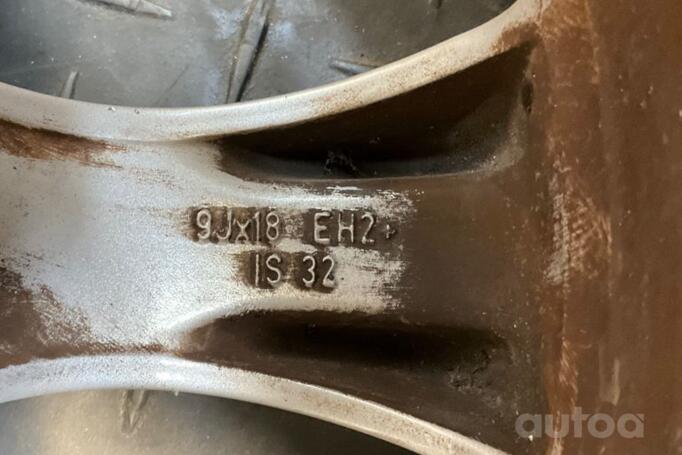 9Jx18 EH2+
IS 32
autoa